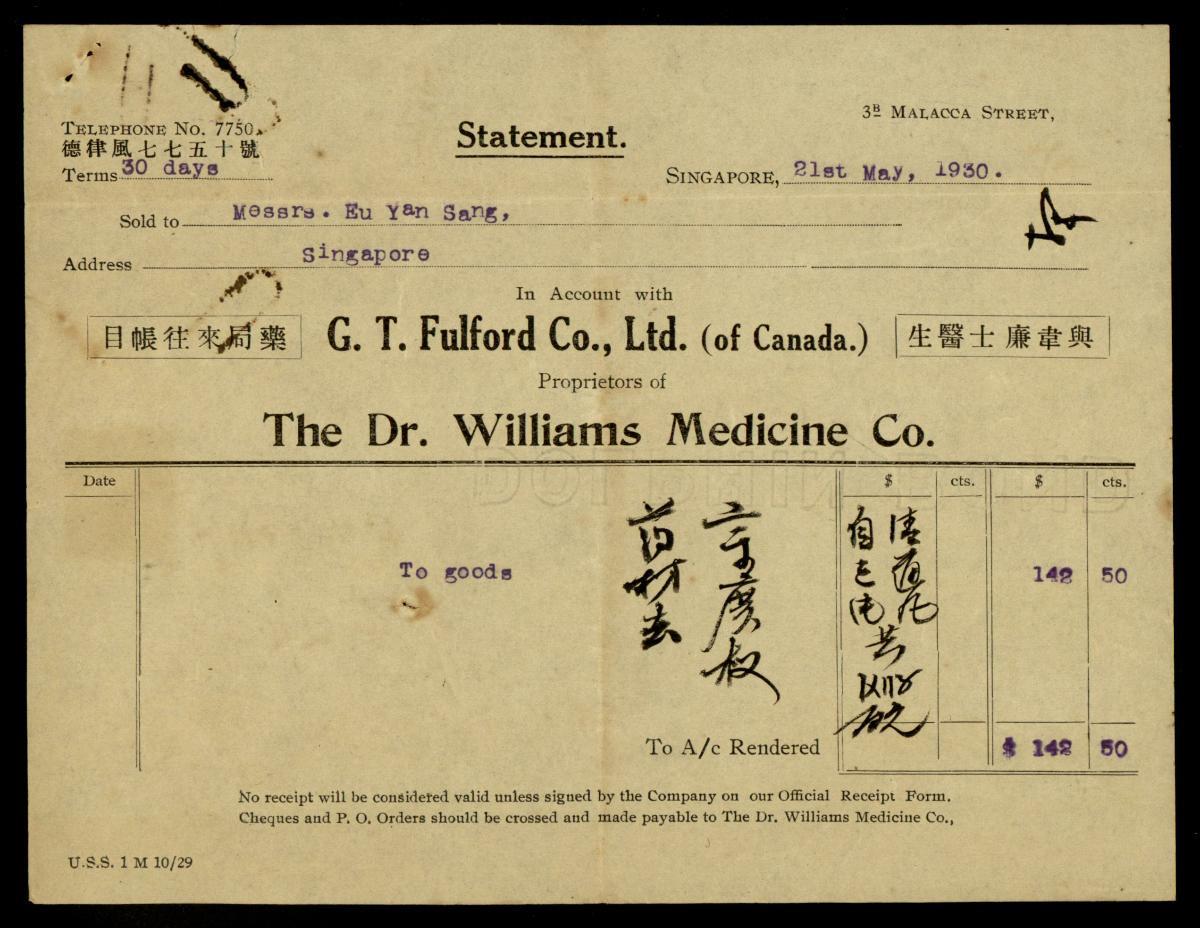 3B MALACCA STREET,
TELEPHONE No. 7750.
德律風七七五十號
Statement.
Terms 30 days
SINGAPORE, 21st May, 1930.
Sold to Messrs. Eu Yan Sang,
Address Singapore
In Account with
目帳往來局藥
G. T. Fulford Co., Ltd. (of Canada.)
生醫士廉韋與
Proprietors of
The Dr. Williams Medicine Co.
Date $ cts. $ cts.
药材
To goods 142 50
To A/c Rendered $ 142 50
No receipt will be considered valid unless signed by the Company on our Official Receipt Form.
Cheques and P. O. Orders should be crossed and made payable to The Dr. Williams Medicine Co.,
U.S.S. 1 M 10/29